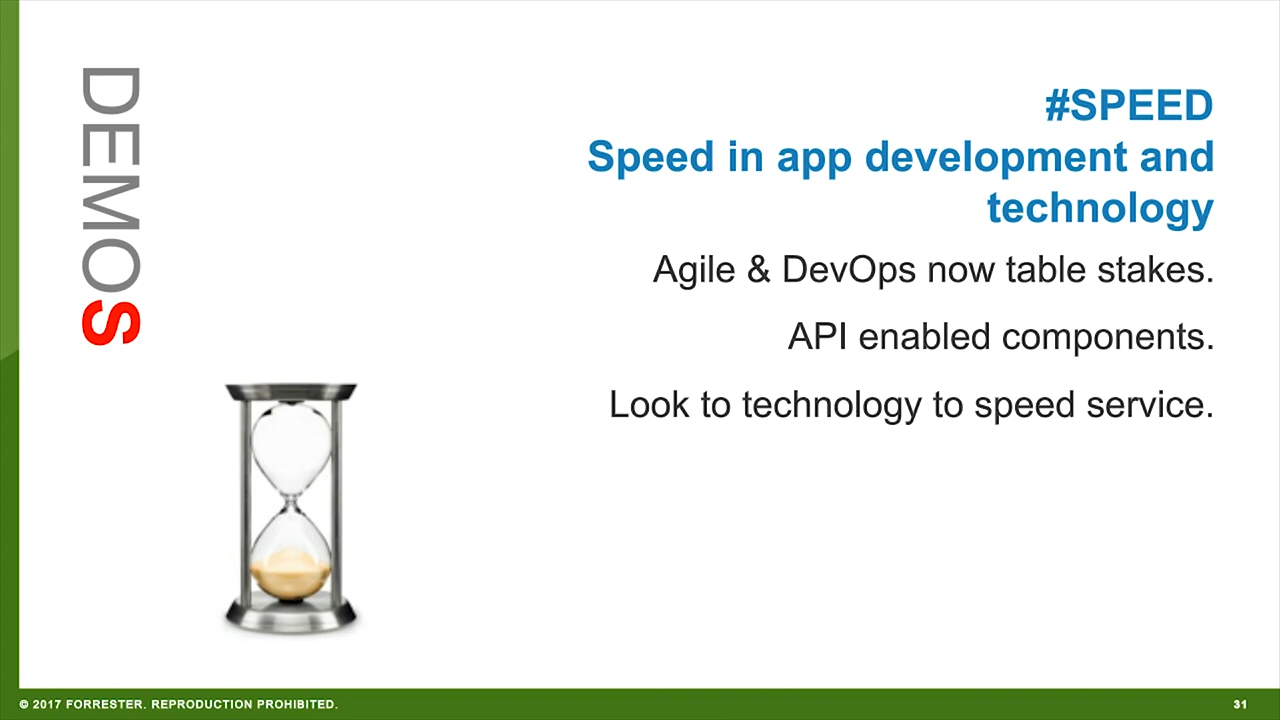 DEMOS
#SPEED
Speed in app development and
technology
Agile & DevOps now table stakes.
API enabled components.
Look to technology to speed service.
© 2017 FORRESTER. REPRODUCTION PROHIBITED.
31